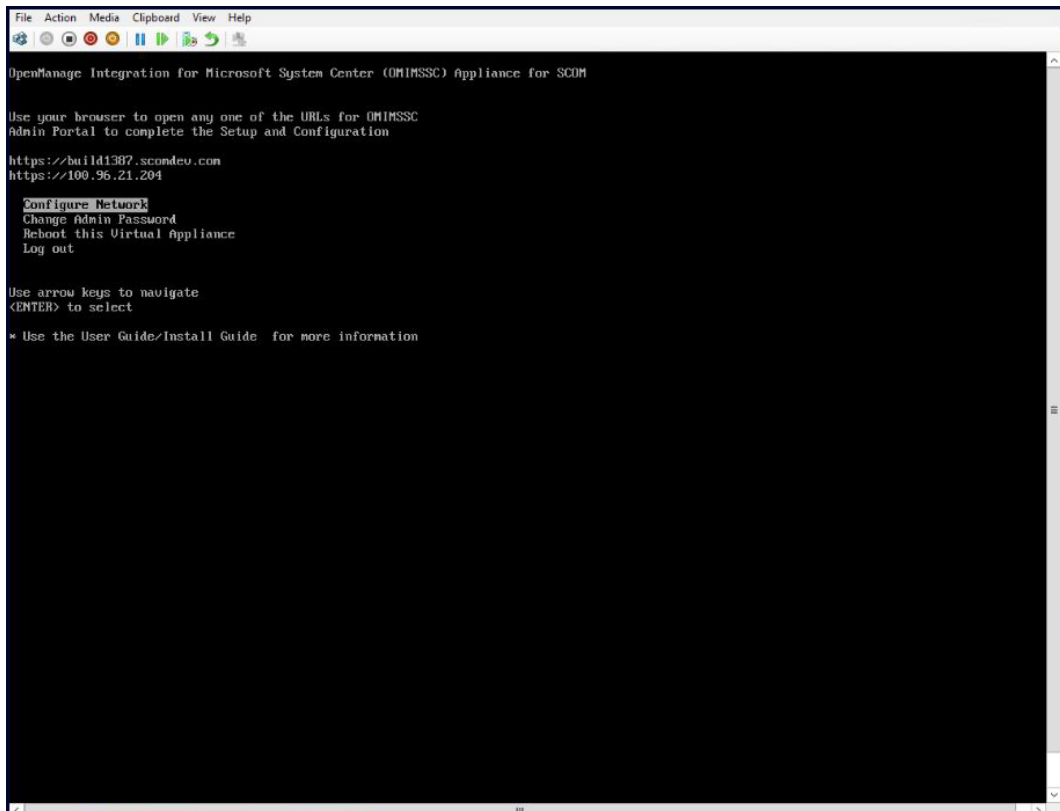 File Action Media Clipboard View Help
OpenManage Integration for Microsoft System Center (OMIMSSC) Appliance for SCOM
Use your browser to open any one of the URLs for OMIMSSC
Admin Portal to complete the Setup and Configuration
https://build1387.scomdev.com
https://100.96.21.204
Configure Network
Change Admin Password
Reboot this Virtual Appliance
Log out
Use arrow keys to navigate
<ENTER> to select
* Use the User Guide/Install Guide for more information